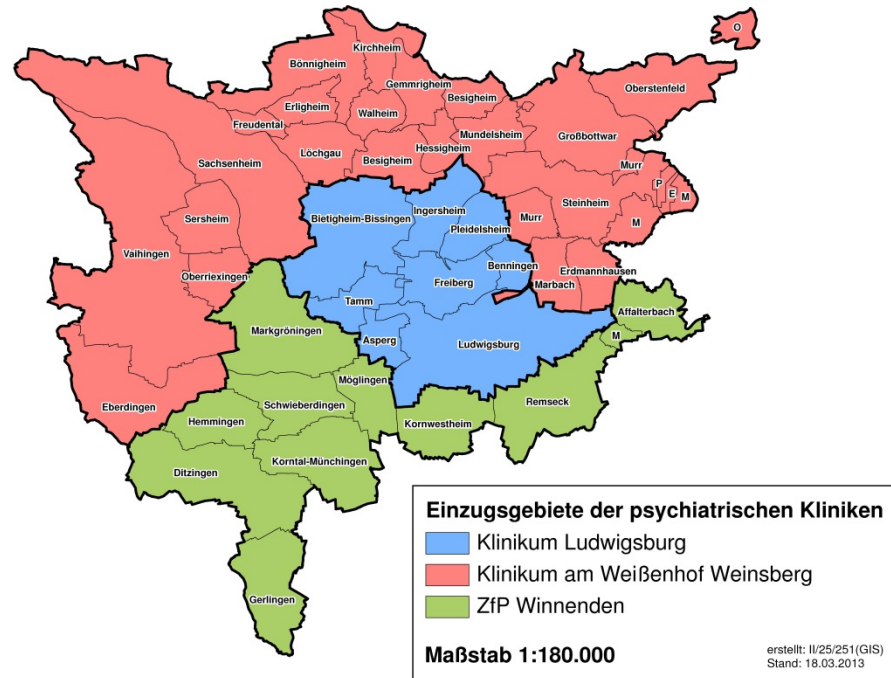 O
Kirchheim
Bönnigheim
Gemmrigheim
Oberstenfeld
Besigheim
Erligheim
Walheim
Freudental
Mundelsheim
Großbottwar
Hessigheim
Löchgau
Besigheim
Sachsenheim
Murr
P
E
M
Steinheim
Ingersheim
Bietigheim-Bissingen
Murr
Sersheim
M
Pleidelsheim
Vaihingen
Benningen
Oberriexingen
Erdmannhausen
Freiberg
Marbach
Tamm
Affalterbach
Markgröningen
M
Asperg
Ludwigsburg
Möglingen
Remseck
Eberdingen
Schwieberdingen
Hemmingen
Kornwestheim
Korntal-Münchingen
Ditzingen
Gerlingen
Einzugsgebiete der psychiatrischen Kliniken
Klinikum Ludwigsburg
Klinikum am Weißenhof Weinsberg
ZfP Winnenden
Maßstab 1:180.000
erstellt: II/25/251(GIS)
Stand: 18.03.2013